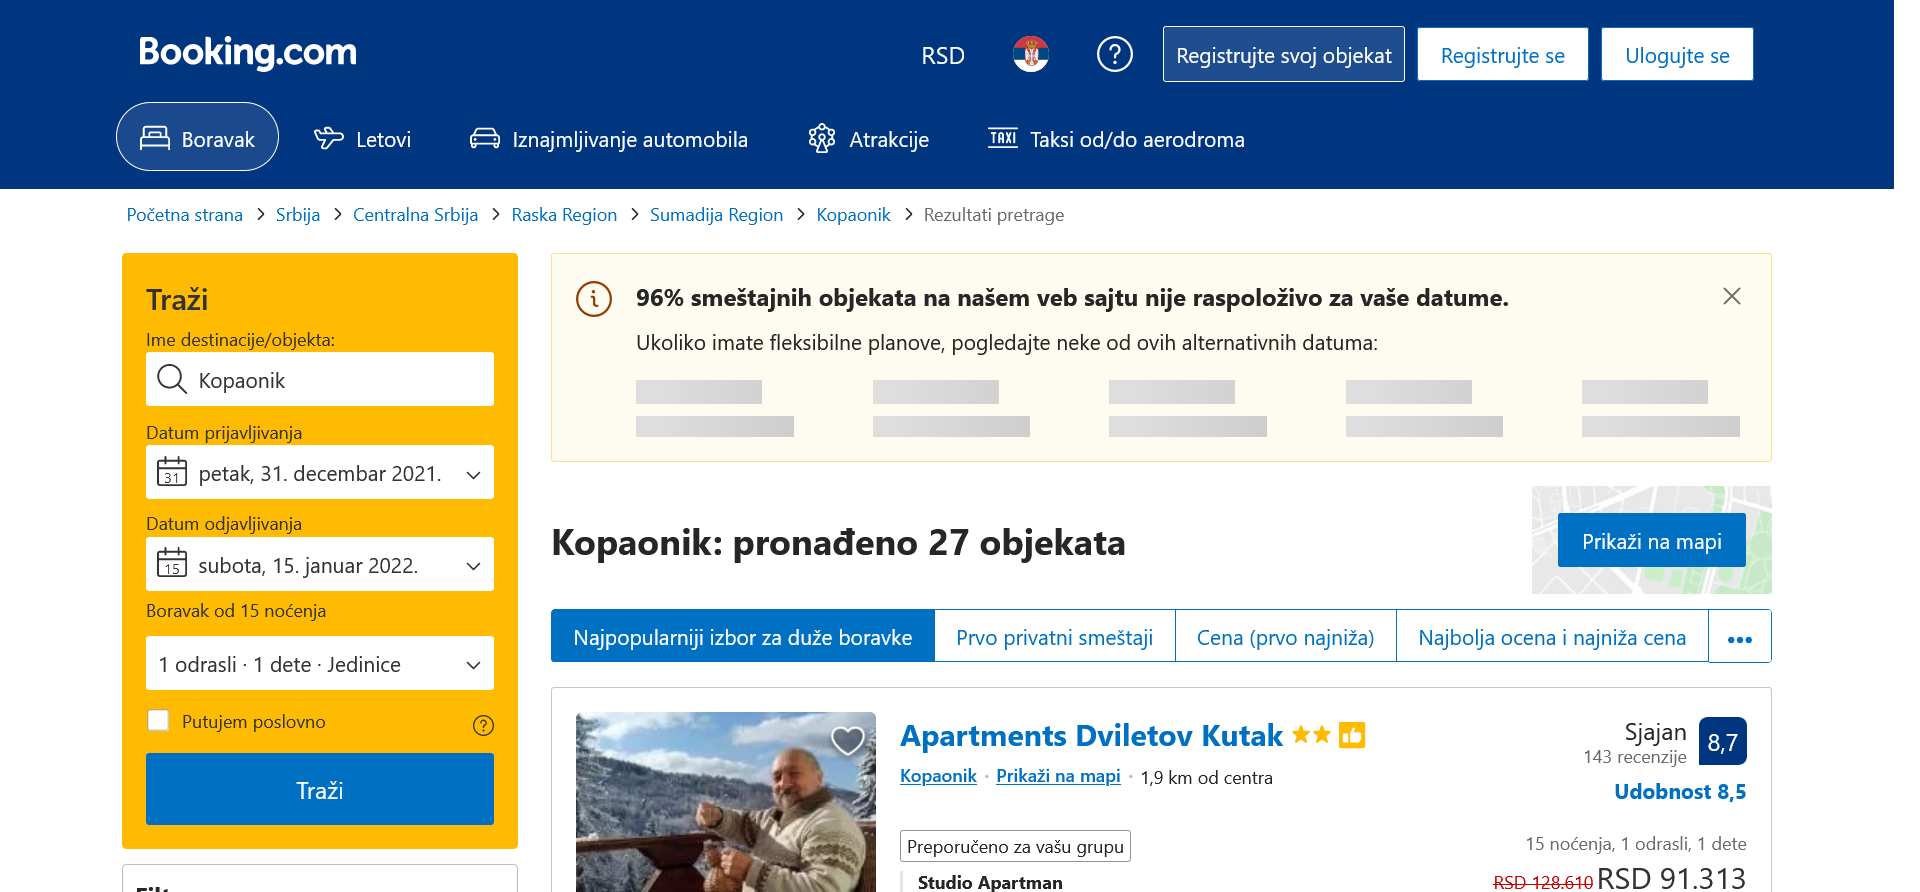 Booking.com
RSD
Registrujte svoj objekat
Registrujte se
Ulogujte se
Boravak
Letovi
Iznajmljivanje automobila
Atrakcije
TAXI
Taksi od/do aerodroma
Početna strana > Srbija > Centralna Srbija > Raska Region > Sumadija Region > Kopaonik > Rezultati pretrage
Traži
Ime destinacije/objekta:
Kopaonik
Datum prijavljivanja
31
petak, 31. decembar 2021.
Datum odjavljivanja
15
subota, 15. januar 2022.
Boravak od 15 noćenja
1 odrasli · 1 dete · Jedinice
Putujem poslovno
Traži
96% smeštajnih objekata na našem veb sajtu nije raspoloživo za vaše datume.
Ukoliko imate fleksibilne planove, pogledajte neke od ovih alternativnih datuma:
Kopaonik: pronađeno 27 objekata
Prikaži na mapi
Najpopularniji izbor za duže boravke
Prvo privatni smeštaji
Cena (prvo najniža)
Najbolja ocena i najniža cena
Apartments Dviletov Kutak
Kopaonik · Prikaži na mapi · 1,9 km od centra
Sjajan
8,7
143 recenzije
Udobnost 8,5
Preporučeno za vašu grupu
Studio Apartman
15 noćenja, 1 odrasli, 1 dete
RSD 128.610 RSD 91.313